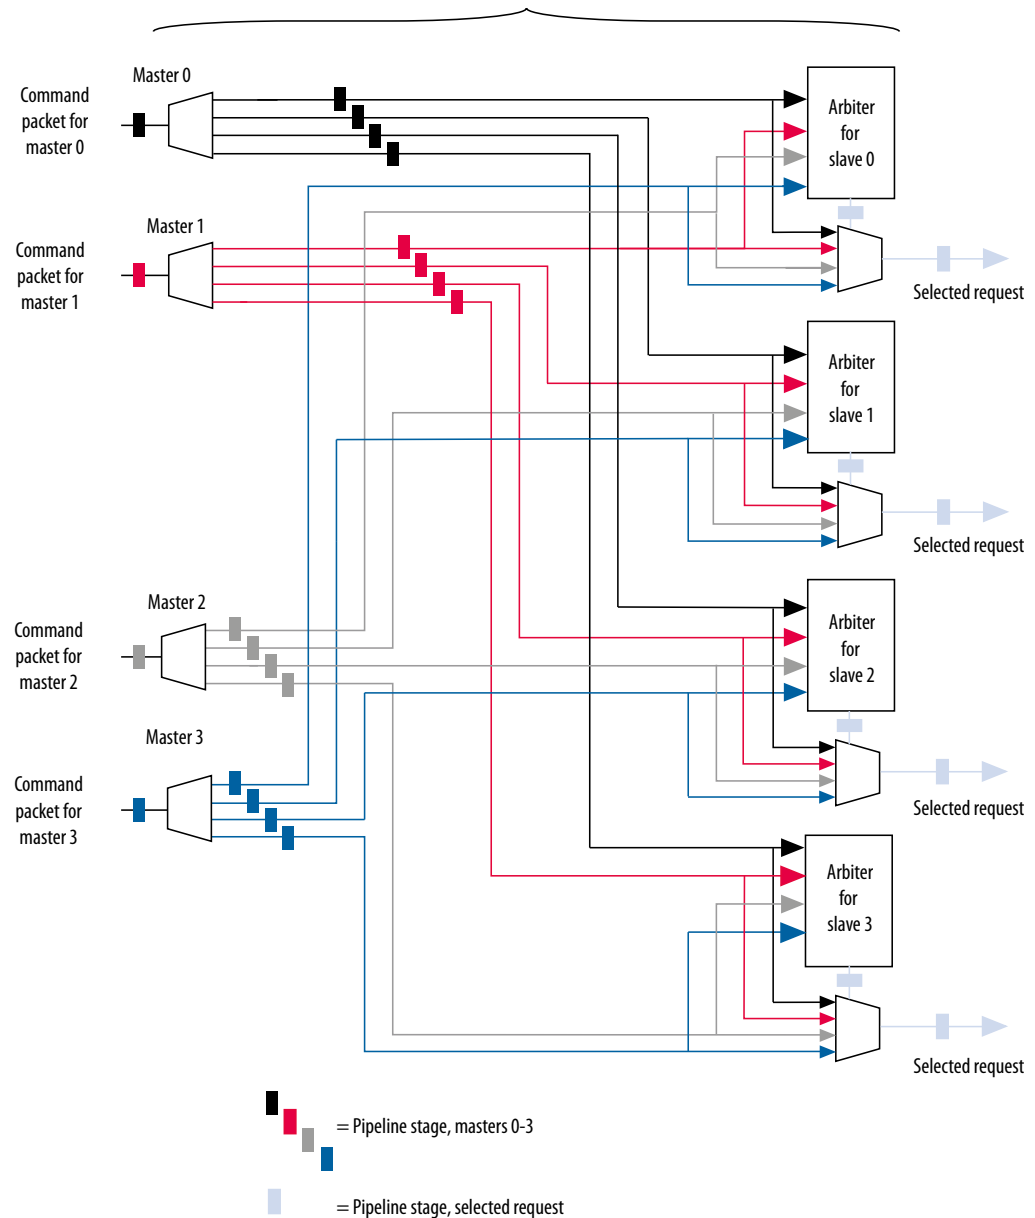 Master 0
Command
packet for
master 0
Arbiter
for
slave 0
Master 1
Command
packet for
master 1
Selected request
Arbiter
for
slave 1
Selected request
Master 2
Command
packet for
master 2
Arbiter
for
slave 2
Master 3
Command
packet for
master 3
Selected request
Arbiter
for
slave 3
Selected request
= Pipeline stage, masters 0-3
= Pipeline stage, selected request